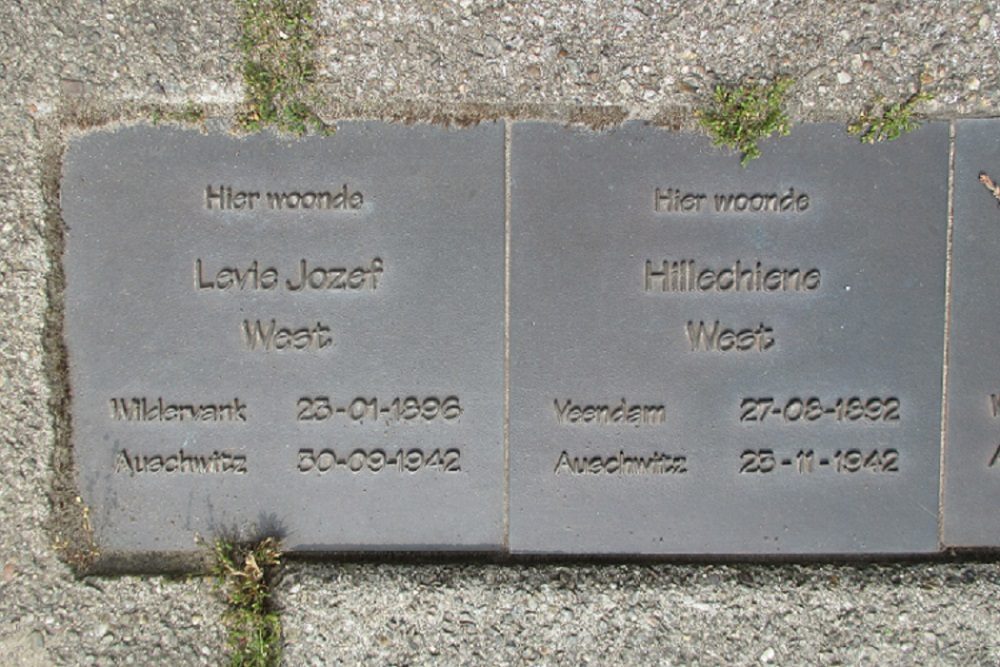 Hier woonde
Levie Jozef
West
Wildervank 23-01-1896
Auschwitz 30-09-1942
Hier woonde
Hillechiene
West
Veendam 27-08-1892
Auschwitz 23-11-1942